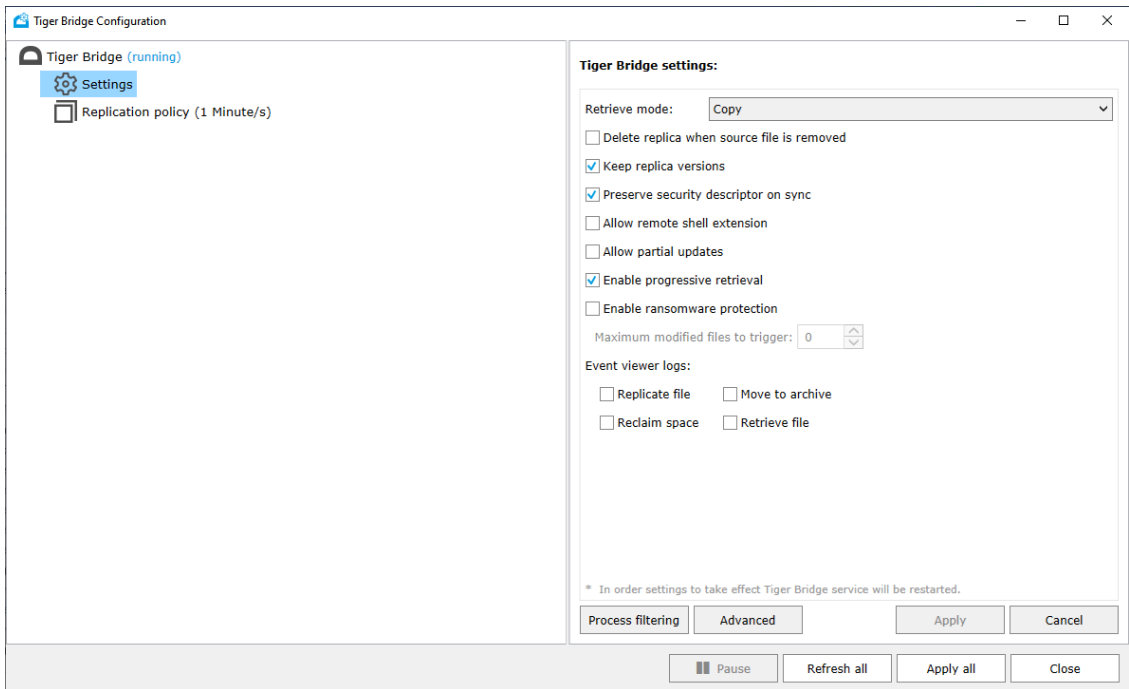 Tiger Bridge Configuration
Tiger Bridge (running)
Settings
Replication policy (1 Minute/s)
Tiger Bridge settings:
Retrieve mode: Copy
Delete replica when source file is removed
Keep replica versions
Preserve security descriptor on sync
Allow remote shell extension
Allow partial updates
Enable progressive retrieval
Enable ransomware protection
Maximum modified files to trigger: 0
Event viewer logs:
Replicate file Move to archive
Reclaim space Retrieve file
* In order settings to take effect Tiger Bridge service will be restarted.
Process filtering Advanced Apply Cancel
Pause Refresh all Apply all Close